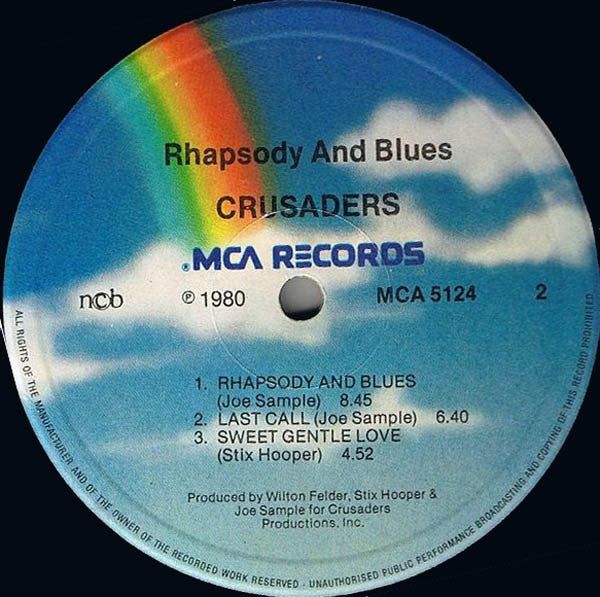 Rhapsody And Blues
CRUSADERS
MCA RECORDS
ncb ℗ 1980 MCA 5124 2
1. RHAPSODY AND BLUES
(Joe Sample) 8.45
2. LAST CALL (Joe Sample) 6.40
3. SWEET GENTLE LOVE
(Stix Hooper) 4.52
Produced by Wilton Felder, Stix Hooper &
Joe Sample for Crusaders
Productions, Inc.
ALL RIGHTS OF THE MANUFACTURER AND OF THE OWNER OF THE RECORDED WORK RESERVED - UNAUTHORISED PUBLIC PERFORMANCE BROADCASTING AND COPYING OF THIS RECORD PROHIBITED